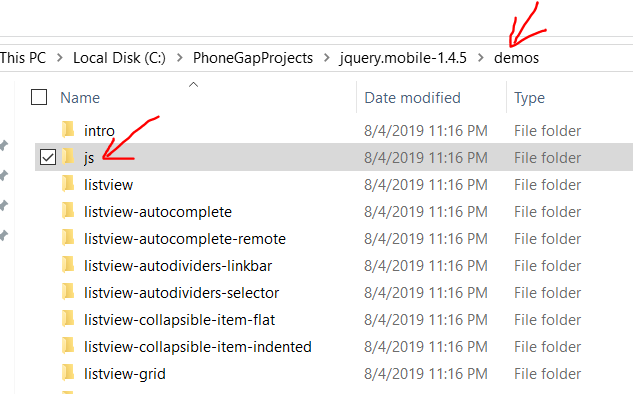 This PC > Local Disk (C:) > PhoneGapProjects > jquery.mobile-1.4.5 > demos
Name Date modified Type
intro 8/4/2019 11:16 PM File folder
js 8/4/2019 11:16 PM File folder
listview 8/4/2019 11:16 PM File folder
listview-autocomplete 8/4/2019 11:16 PM File folder
listview-autocomplete-remote 8/4/2019 11:16 PM File folder
listview-autodividers-linkbar 8/4/2019 11:16 PM File folder
listview-autodividers-selector 8/4/2019 11:16 PM File folder
listview-collapsible-item-flat 8/4/2019 11:16 PM File folder
listview-collapsible-item-indented 8/4/2019 11:16 PM File folder
listview-grid 8/4/2019 11:16 PM File folder